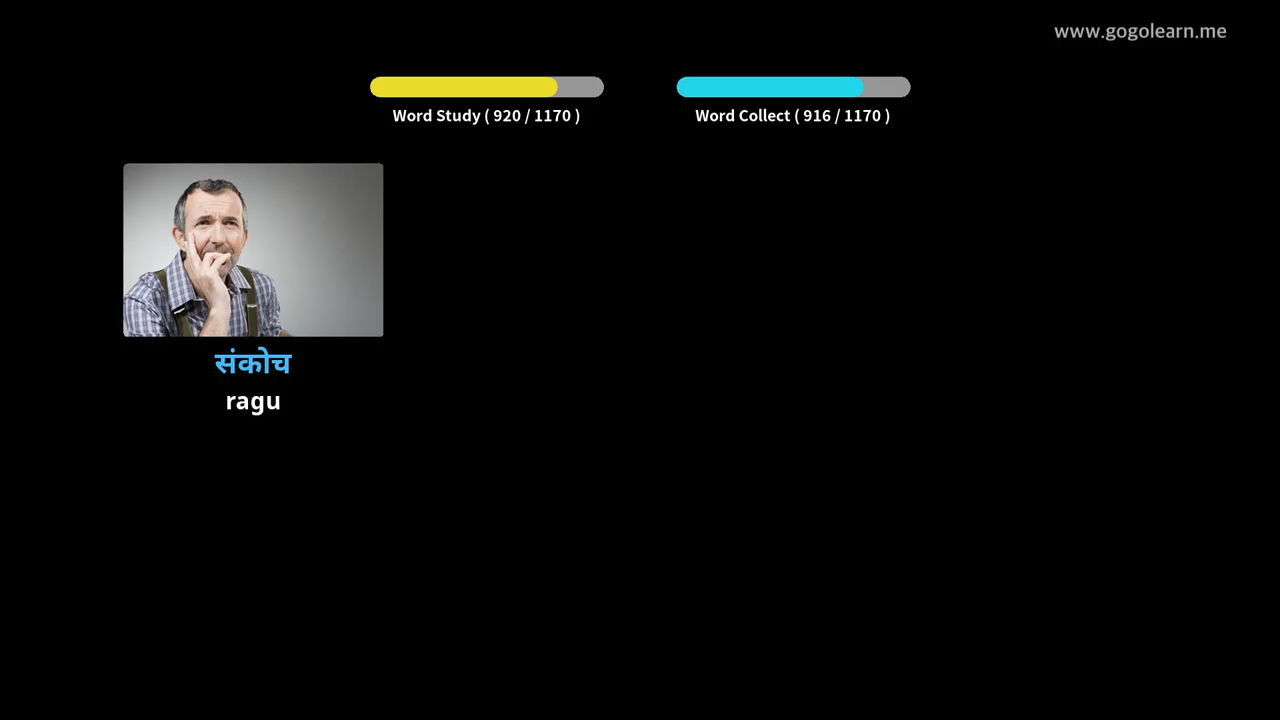 www.gogolearn.me
Word Study ( 920 / 1170 )
Word Collect ( 916 / 1170 )
संकोच
ragu